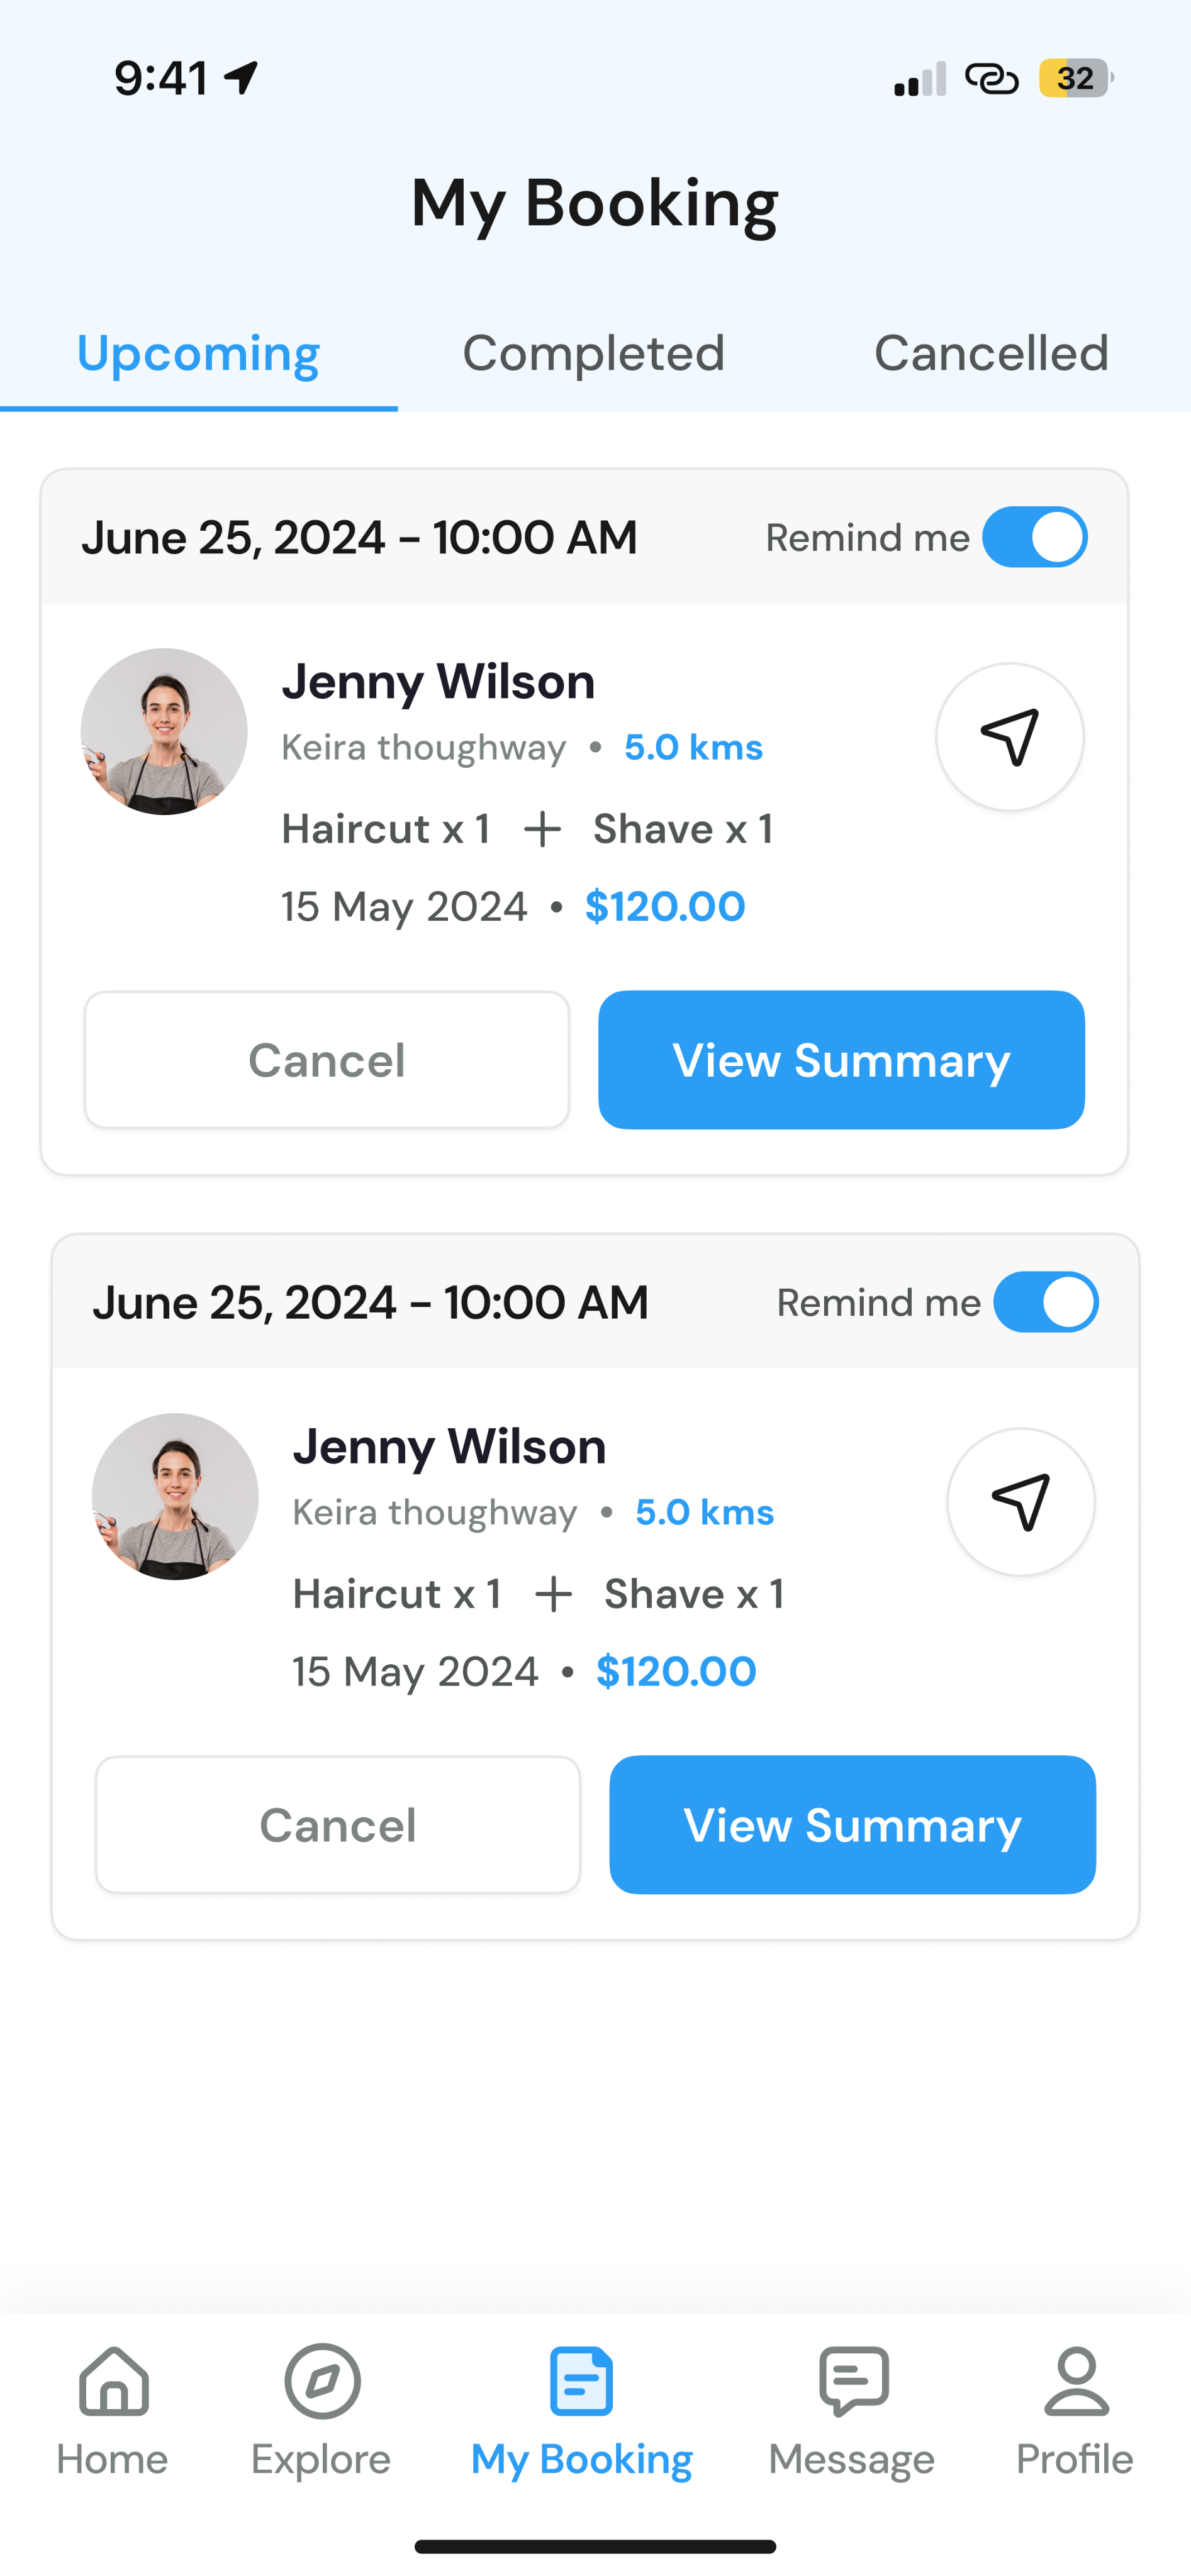 9:41
32
My Booking
Upcoming Completed Cancelled
June 25, 2024 - 10:00 AM Remind me
Jenny Wilson
Keira thoughway • 5.0 kms
Haircut x 1 + Shave x 1
15 May 2024 • $120.00
Cancel View Summary
June 25, 2024 - 10:00 AM Remind me
Jenny Wilson
Keira thoughway • 5.0 kms
Haircut x 1 + Shave x 1
15 May 2024 • $120.00
Cancel View Summary
Home Explore My Booking Message Profile